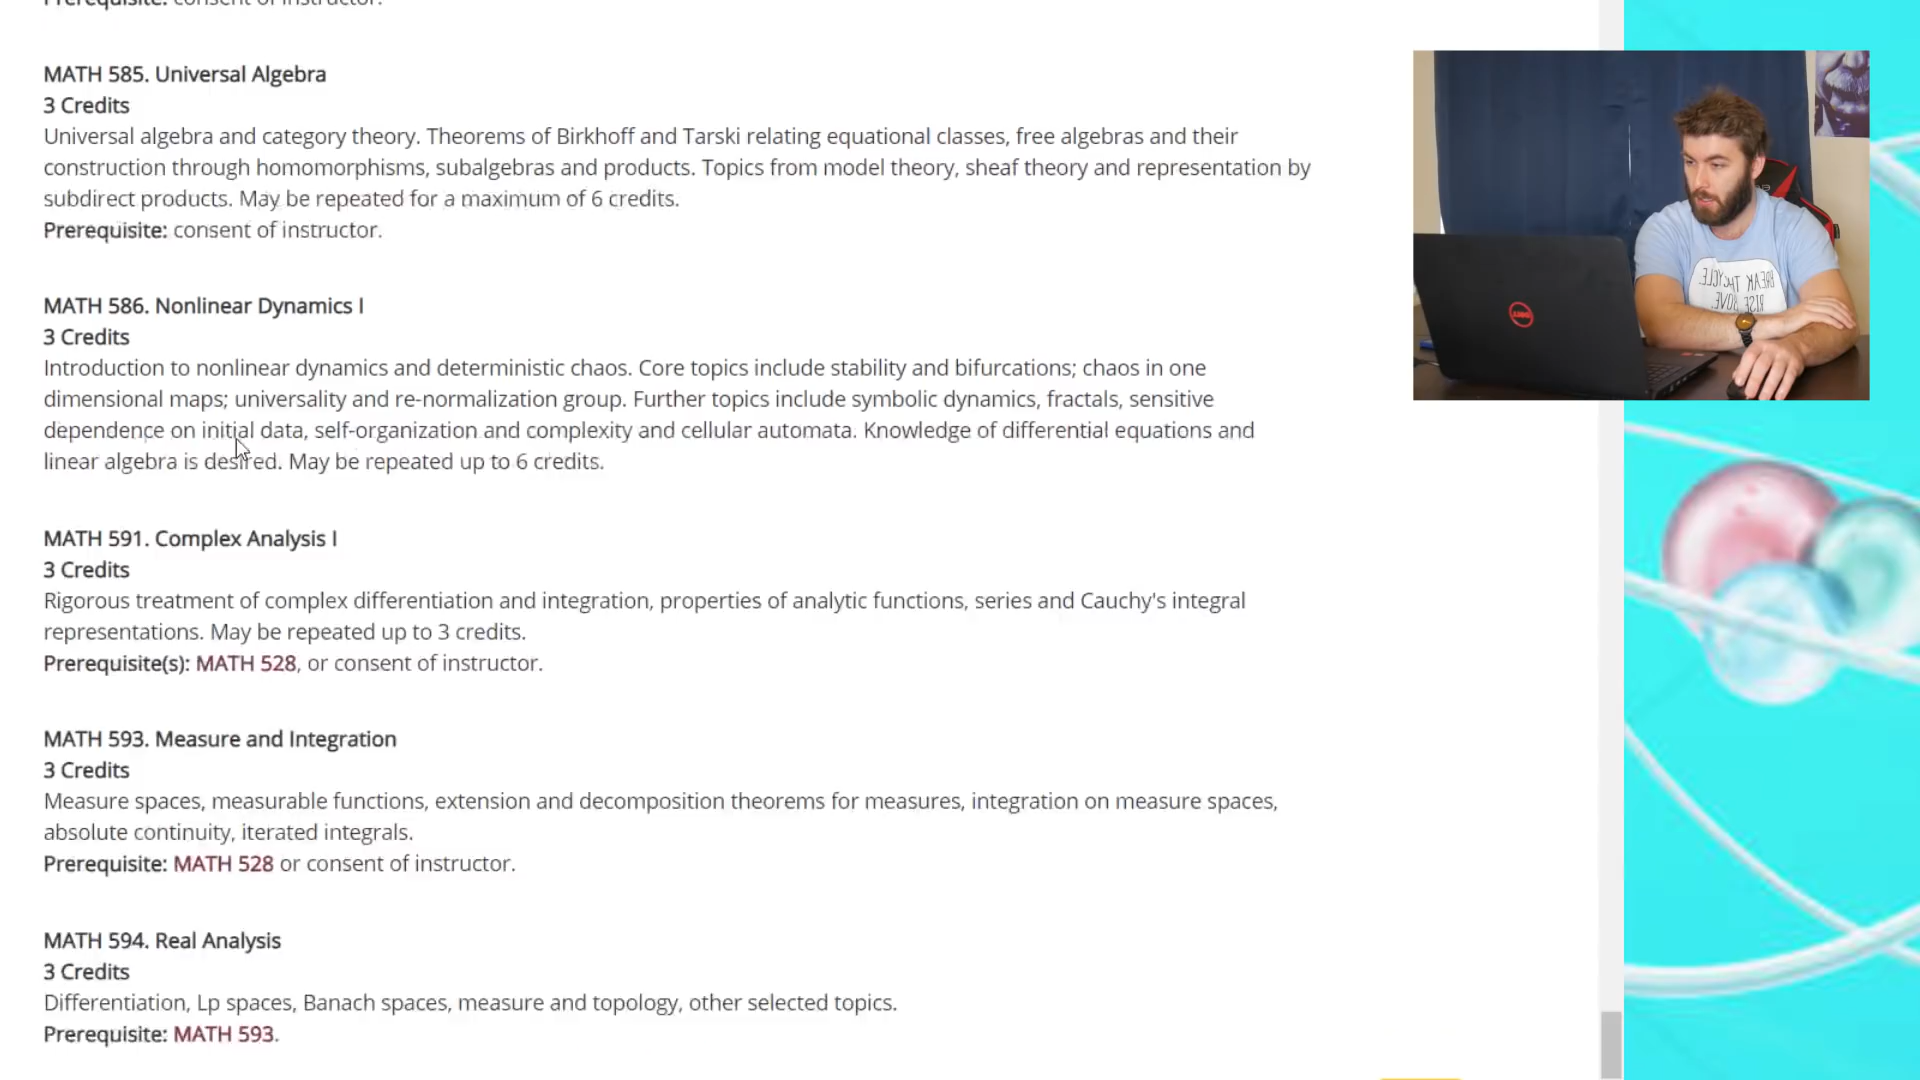 Prerequisite: consent of instructor.
MATH 585. Universal Algebra
3 Credits
Universal algebra and category theory. Theorems of Birkhoff and Tarski relating equational classes, free algebras and their
construction through homomorphisms, subalgebras and products. Topics from model theory, sheaf theory and representation by
subdirect products. May be repeated for a maximum of 6 credits.
Prerequisite: consent of instructor.
MATH 586. Nonlinear Dynamics I
3 Credits
Introduction to nonlinear dynamics and deterministic chaos. Core topics include stability and bifurcations; chaos in one
dimensional maps; universality and re-normalization group. Further topics include symbolic dynamics, fractals, sensitive
dependence on initial data, self-organization and complexity and cellular automata. Knowledge of differential equations and
linear algebra is desired. May be repeated up to 6 credits.
MATH 591. Complex Analysis I
3 Credits
Rigorous treatment of complex differentiation and integration, properties of analytic functions, series and Cauchy's integral
representations. May be repeated up to 3 credits.
Prerequisite(s): MATH 528, or consent of instructor.
MATH 593. Measure and Integration
3 Credits
Measure spaces, measurable functions, extension and decomposition theorems for measures, integration on measure spaces,
absolute continuity, iterated integrals.
Prerequisite: MATH 528 or consent of instructor.
MATH 594. Real Analysis
3 Credits
Differentiation, Lp spaces, Banach spaces, measure and topology, other selected topics.
Prerequisite: MATH 593.
BREAK THE CYCLE
RISE ABOVE.
DELL